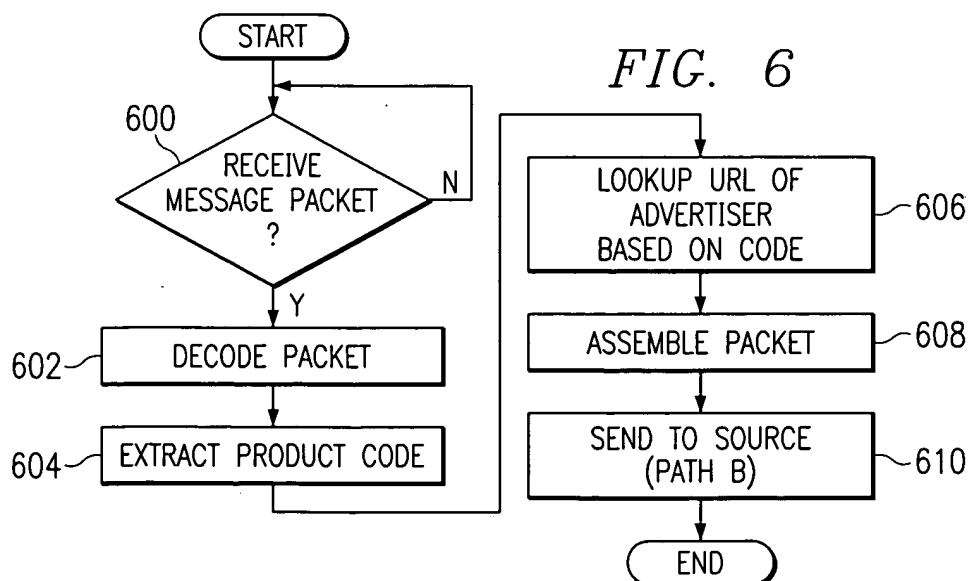 START
FIG. 6
600
RECEIVE
MESSAGE PACKET
?
N
Y
602
DECODE PACKET
604
EXTRACT PRODUCT CODE
LOOKUP URL OF
ADVERTISER
BASED ON CODE
606
ASSEMBLE PACKET
608
SEND TO SOURCE
(PATH B)
610
END